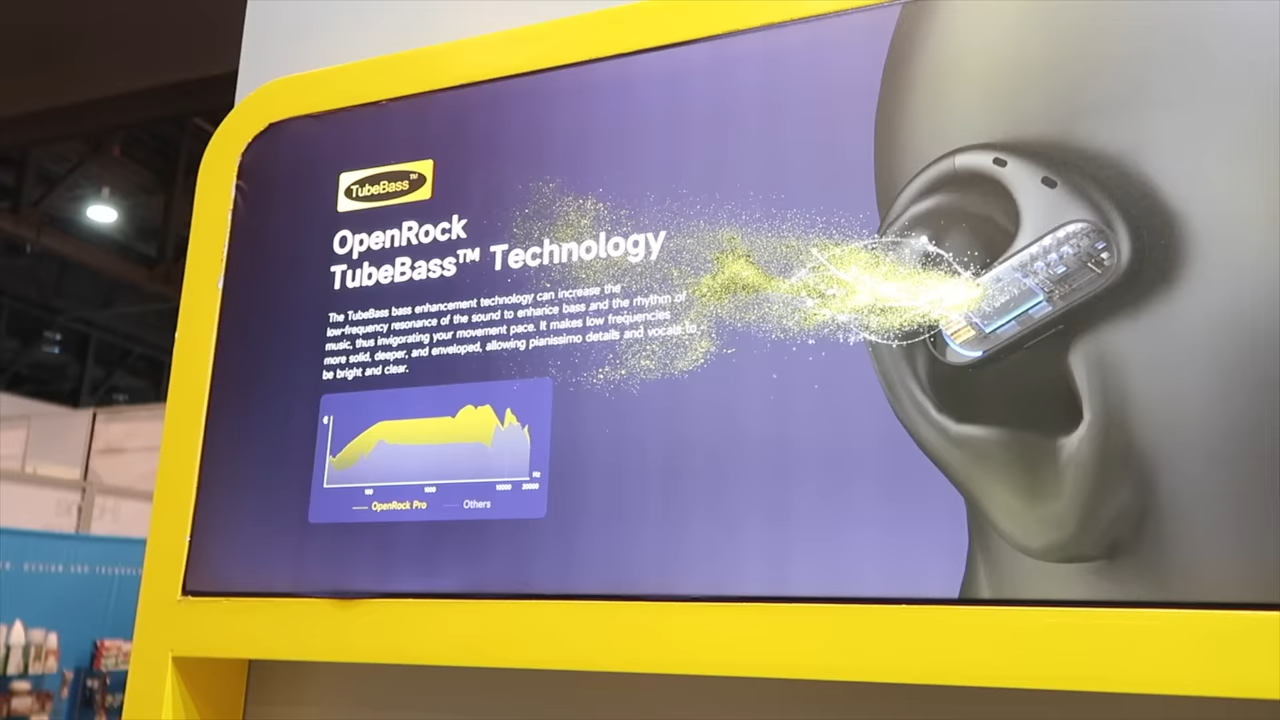 TubeBass™
OpenRock
TubeBass™ Technology
The TubeBass bass enhancement technology can increase the
low-frequency resonance of the sound to enhance bass and the rhythm of
music, thus invigorating your movement pace. It makes low frequencies
more solid, deeper, and enveloped, allowing pianissimo details and vocals to
be bright and clear.
Hz
100 1000 10000 20000
OpenRock Pro Others
DESIGN AND